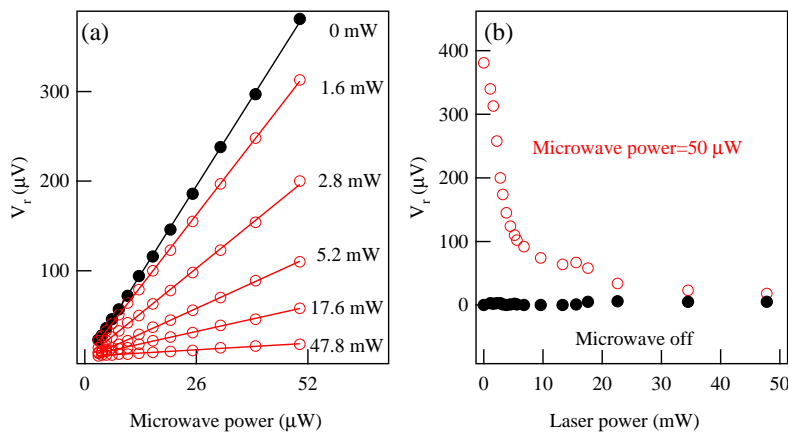 (a)
0 mW
1.6 mW
2.8 mW
5.2 mW
17.6 mW
47.8 mW
300
200
100
0
26
52
V_r (μV)
Microwave power (μW)
(b)
400
300
200
100
0
Microwave power=50 μW
Microwave off
0
10
20
30
40
50
V_r (μV)
Laser power (mW)